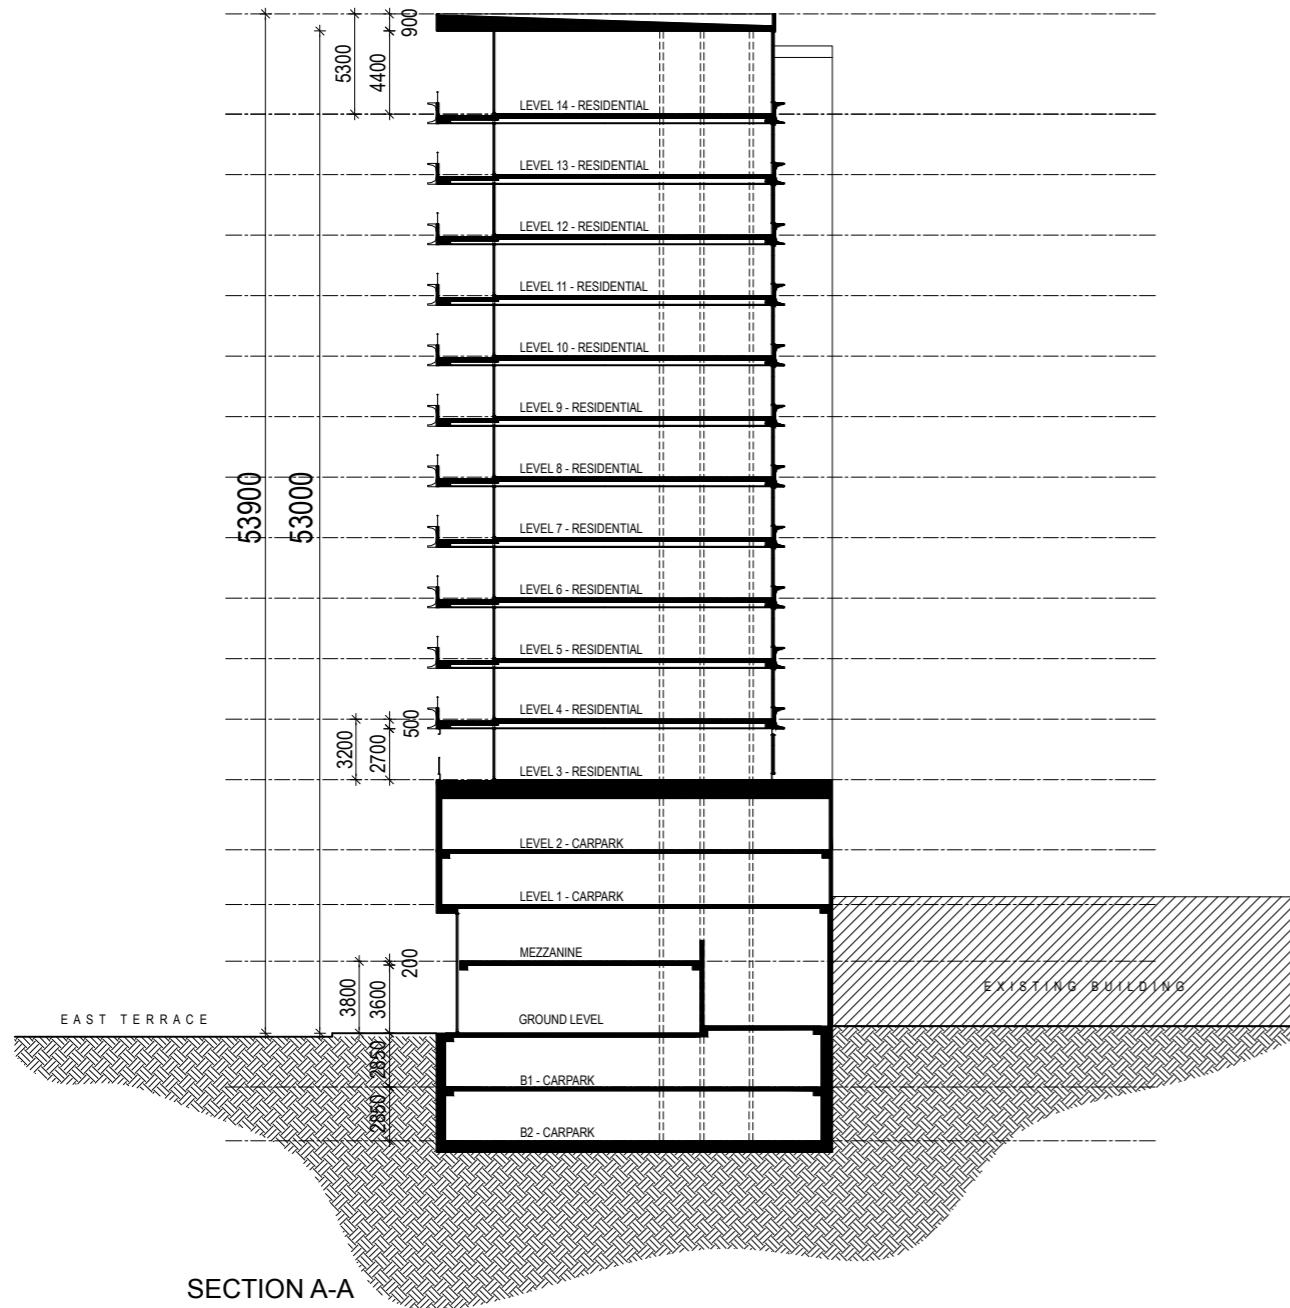 900
5300
4400
LEVEL 14 - RESIDENTIAL
LEVEL 13 - RESIDENTIAL
LEVEL 12 - RESIDENTIAL
LEVEL 11 - RESIDENTIAL
LEVEL 10 - RESIDENTIAL
LEVEL 9 - RESIDENTIAL
LEVEL 8 - RESIDENTIAL
53900
53000
LEVEL 7 - RESIDENTIAL
LEVEL 6 - RESIDENTIAL
LEVEL 5 - RESIDENTIAL
LEVEL 4 - RESIDENTIAL
500
3200
2700
LEVEL 3 - RESIDENTIAL
LEVEL 2 - CARPARK
LEVEL 1 - CARPARK
MEZZANINE
200
3800
3600
EXISTING BUILDING
EAST TERRACE
GROUND LEVEL
2850
B1 - CARPARK
2850
B2 - CARPARK
SECTION A-A